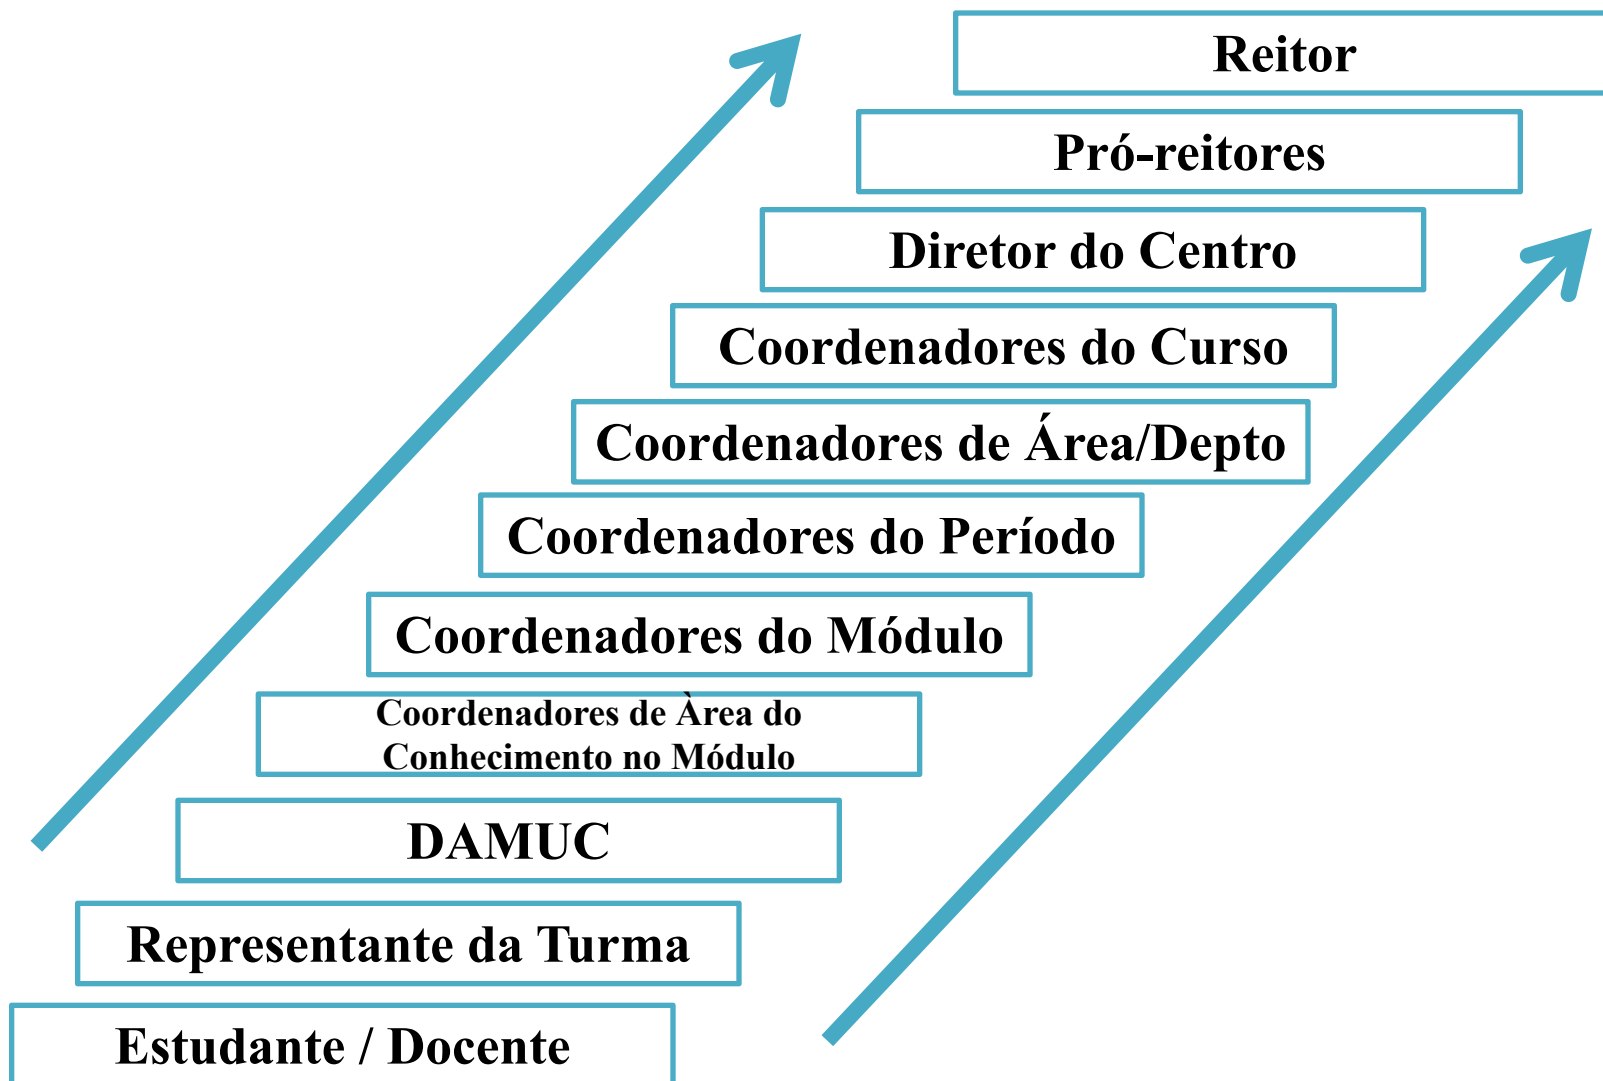 Reitor
Pró-reitores
Diretor do Centro
Coordenadores do Curso
Coordenadores de Área/Depto
Coordenadores do Período
Coordenadores do Módulo
Coordenadores de Àrea do
Conhecimento no Módulo
DAMUC
Representante da Turma
Estudante / Docente